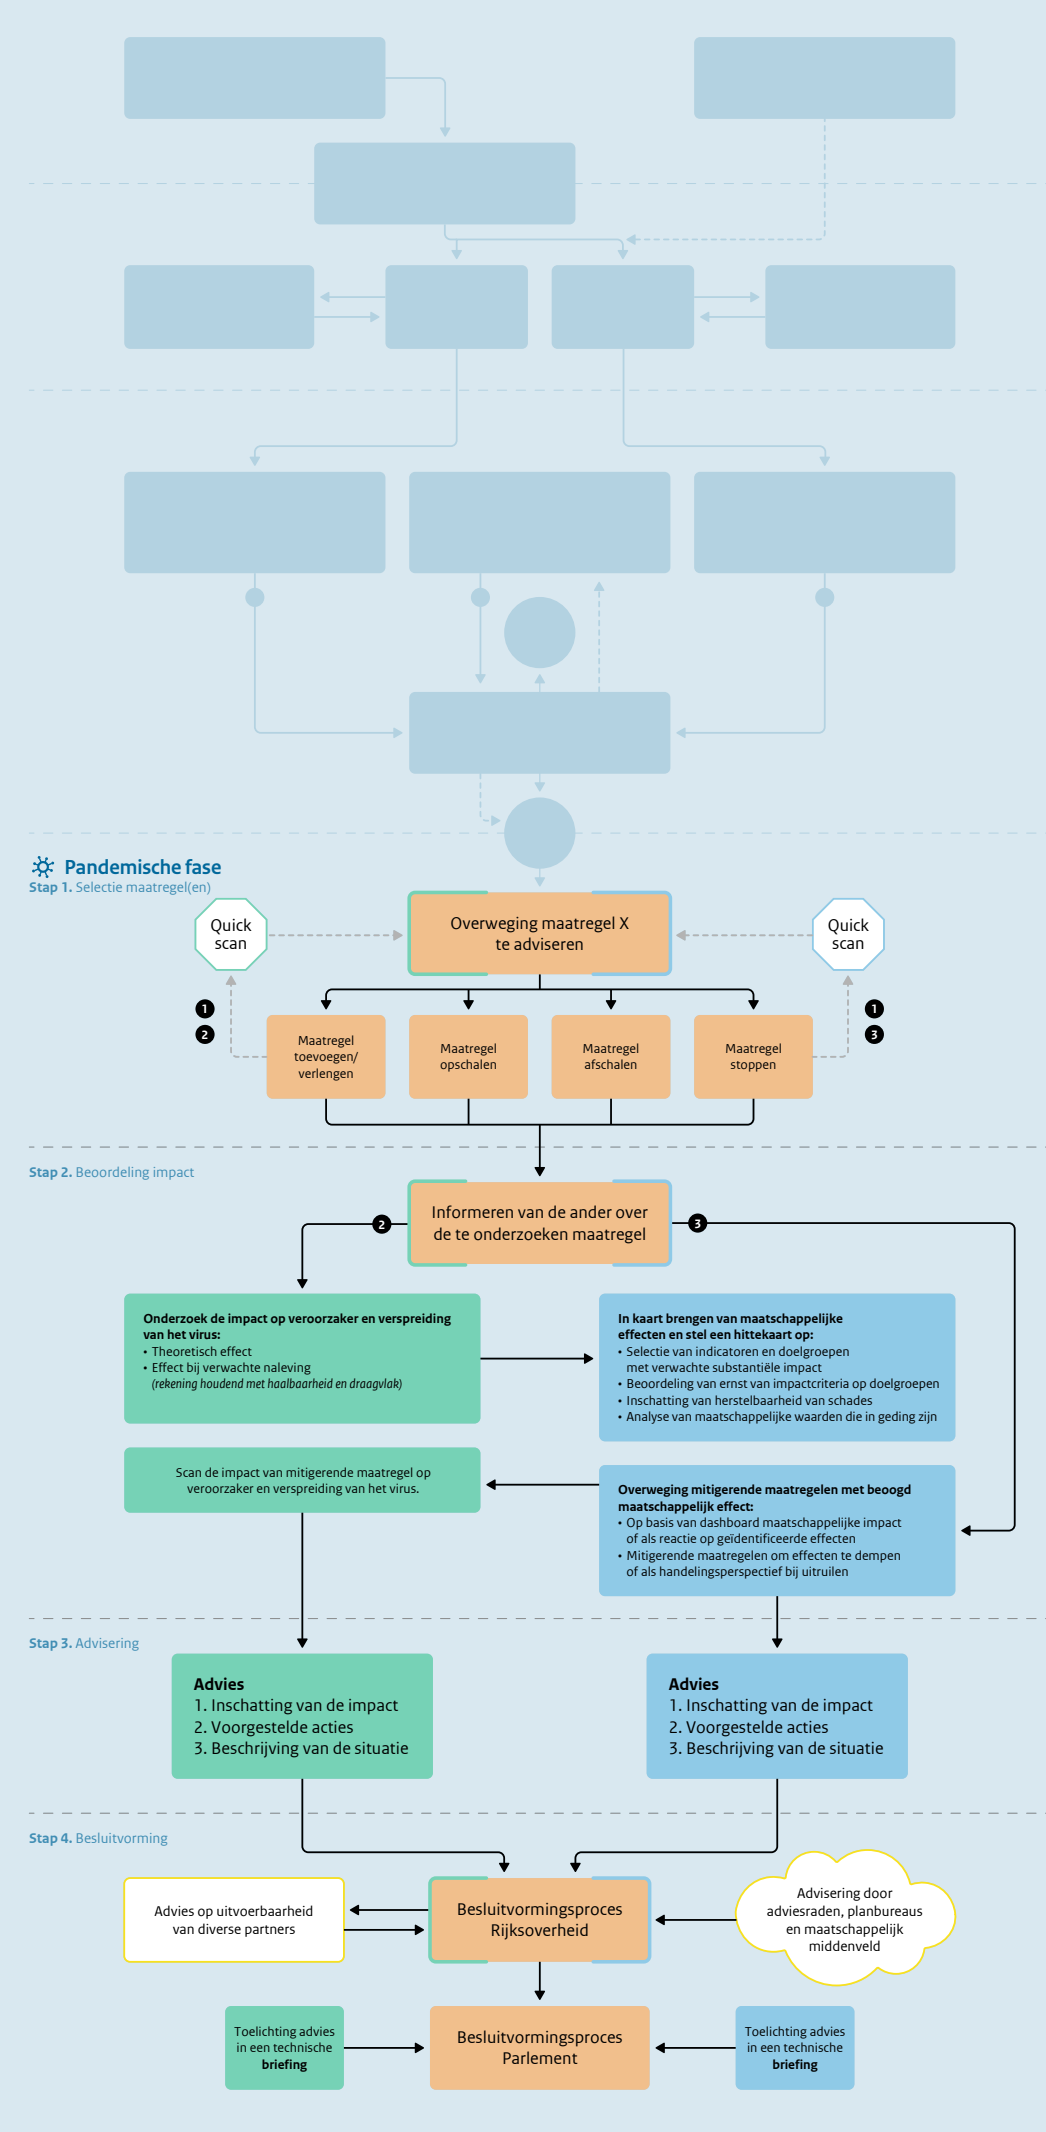 Pandemische fase
Stap 1. Selectie maatregel(en)
Quick
scan
Overweging maatregel X
te adviseren
Quick
scan
1
2
1
3
Maatregel
toevoegen/
verlengen
Maatregel
opschalen
Maatregel
afschalen
Maatregel
stoppen
Stap 2. Beoordeling impact
Informeren van de ander over
de te onderzoeken maatregel
2
3
Onderzoek de impact op veroorzaker en verspreiding
van het virus:
• Theoretisch effect
• Effect bij verwachte naleving
(rekening houdend met haalbaarheid en draagvlak)
In kaart brengen van maatschappelijke
effecten en stel een hittekaart op:
• Selectie van indicatoren en doelgroepen
met verwachte substantiële impact
• Beoordeling van ernst van impactcriteria op doelgroepen
• Inschatting van herstelbaarheid van schades
• Analyse van maatschappelijke waarden die in geding zijn
Scan de impact van mitigerende maatregel op
veroorzaker en verspreiding van het virus.
Overweging mitigerende maatregelen met beoogd
maatschappelijk effect:
• Op basis van dashboard maatschappelijke impact
of als reactie op geïdentificeerde effecten
• Mitigerende maatregelen om effecten te dempen
of als handelingsperspectief bij uitruilen
Stap 3. Advisering
Advies
1. Inschatting van de impact
2. Voorgestelde acties
3. Beschrijving van de situatie
Advies
1. Inschatting van de impact
2. Voorgestelde acties
3. Beschrijving van de situatie
Stap 4. Besluitvorming
Advies op uitvoerbaarheid
van diverse partners
Besluitvormingsproces
Rijksoverheid
Advisering door
adviesraden, planbureaus
en maatschappelijk
middenveld
Toelichting advies
in een technische
briefing
Besluitvormingsproces
Parlement
Toelichting advies
in een technische
briefing